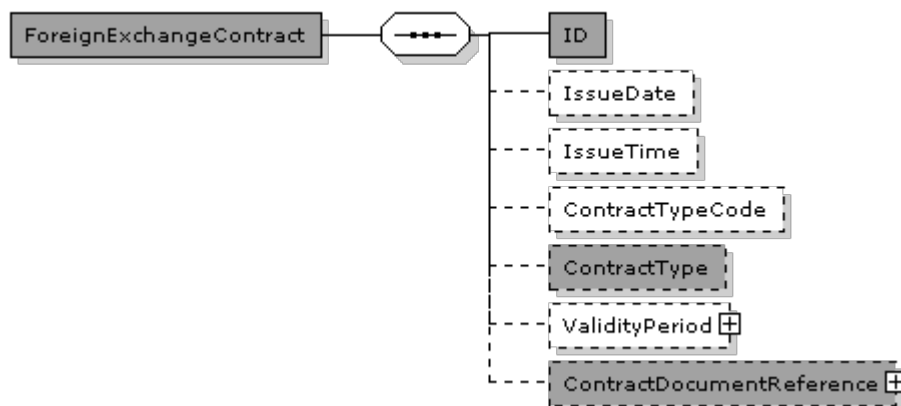 ForeignExchangeContract
ID
IssueDate
IssueTime
ContractTypeCode
ContractType
ValidityPeriod
ContractDocumentReference